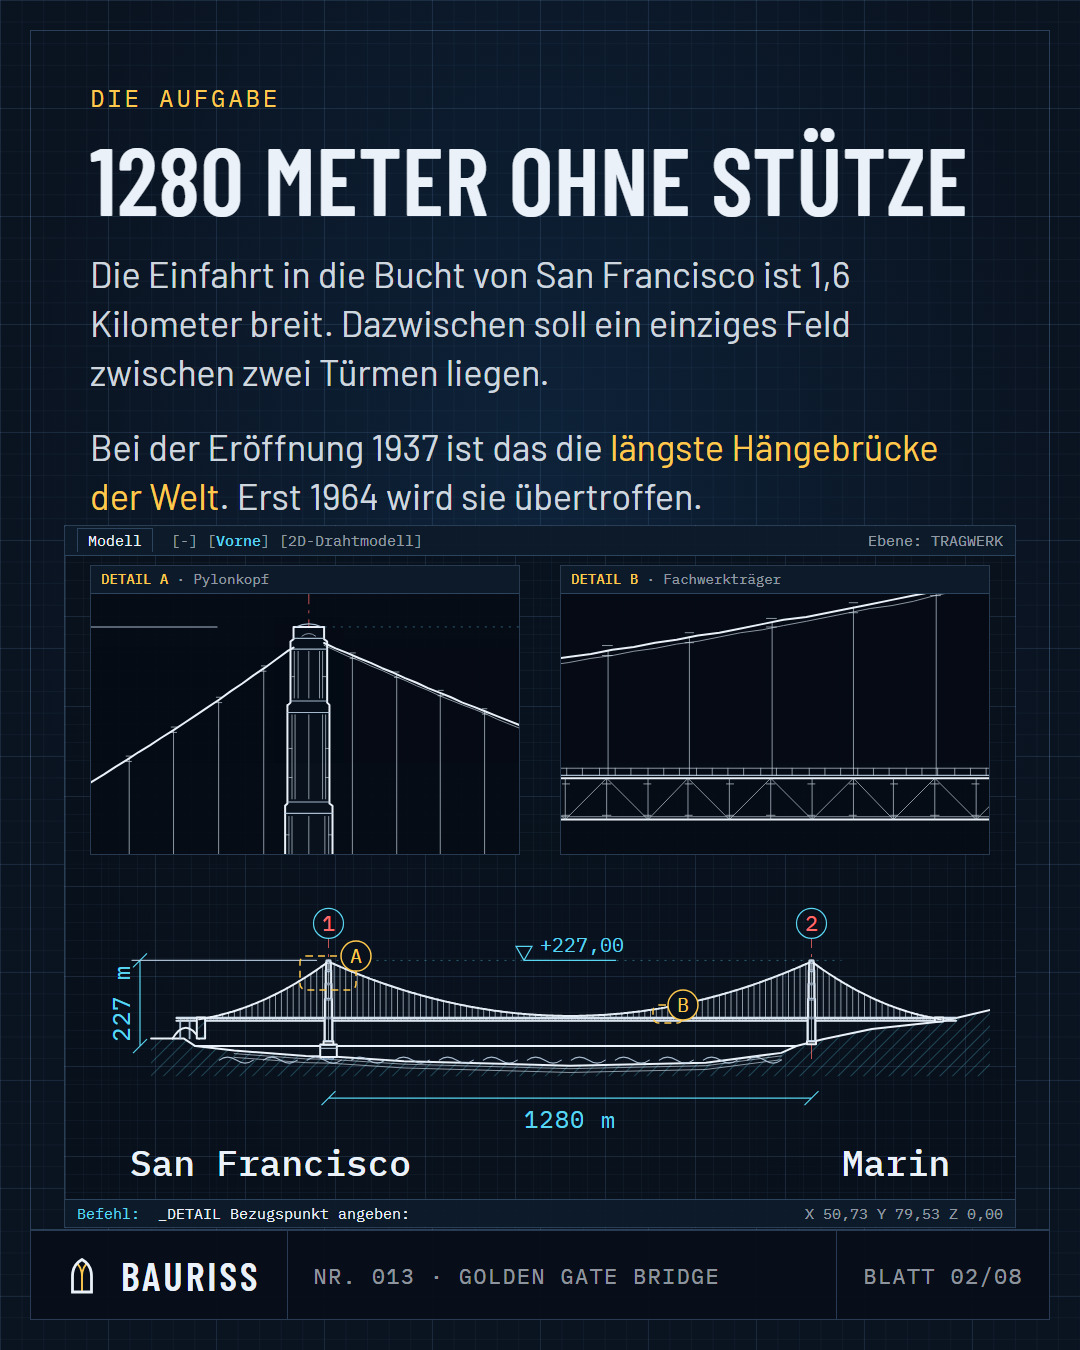 DIE AUFGABE
1280 METER OHNE STÜTZE
Die Einfahrt in die Bucht von San Francisco ist 1,6
Kilometer breit. Dazwischen soll ein einziges Feld
zwischen zwei Türmen liegen.
Bei der Eröffnung 1937 ist das die längste Hängebrücke
der Welt. Erst 1964 wird sie übertroffen.
Modell [-] [Vorne] [2D-Drahtmodell] Ebene: TRAGWERK
DETAIL A · Pylonkopf
DETAIL B · Fachwerkträger
1
2
A
+227,00
227 m
B
1280 m
San Francisco
Marin
Befehl: _DETAIL Bezugspunkt angeben: X 50,73 Y 79,53 Z 0,00
BAURISS
NR. 013 · GOLDEN GATE BRIDGE
BLATT 02/08